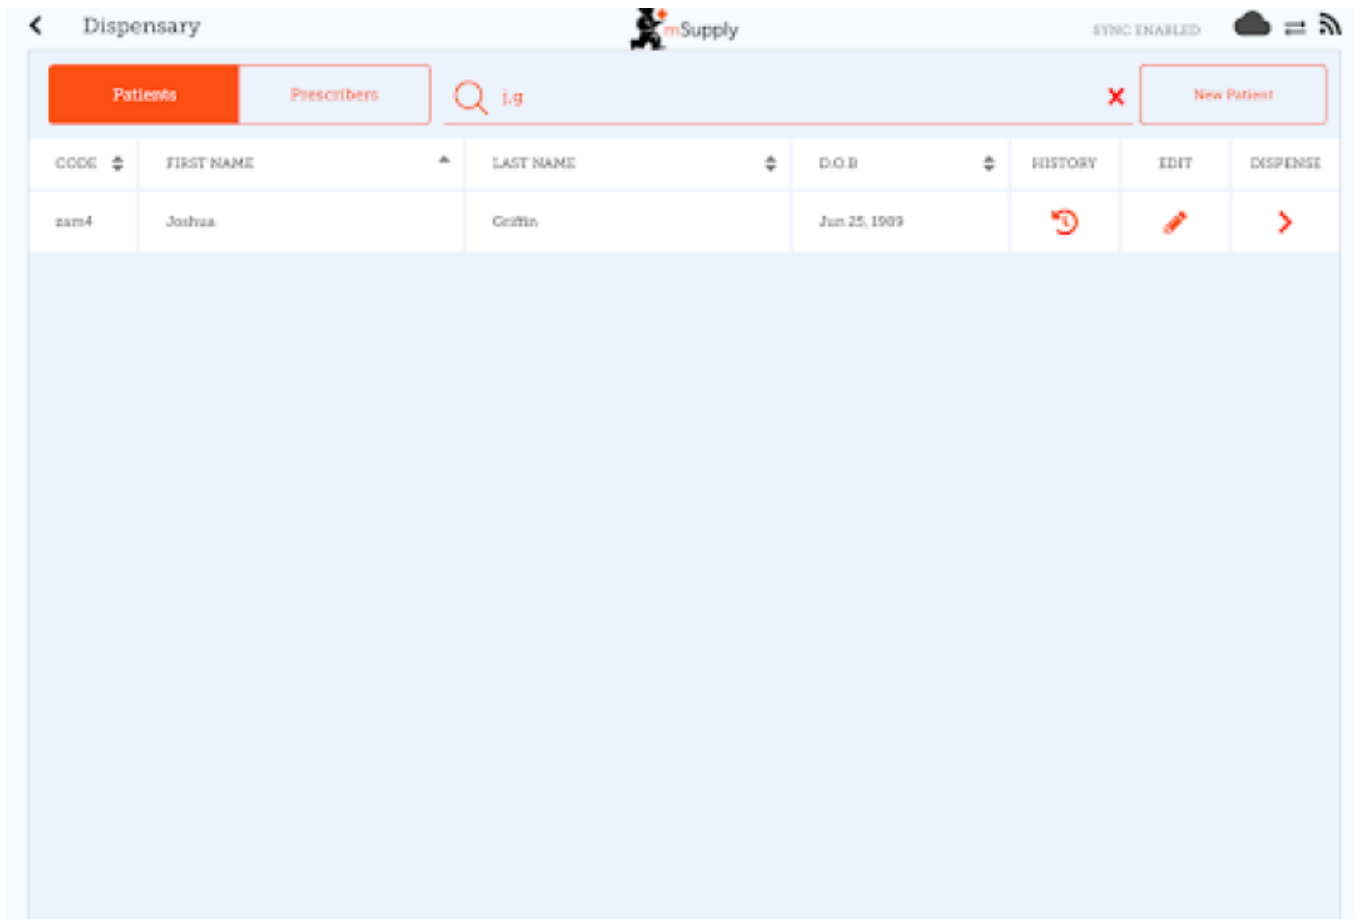 Dispensary
mSupply
SYNC ENABLED
Patients
Prescribers
j,g
New Patient
CODE
FIRST NAME
LAST NAME
D.O.B
HISTORY
EDIT
DISPENSE
zam4
Joshua
Griffin
Jun 25, 1989